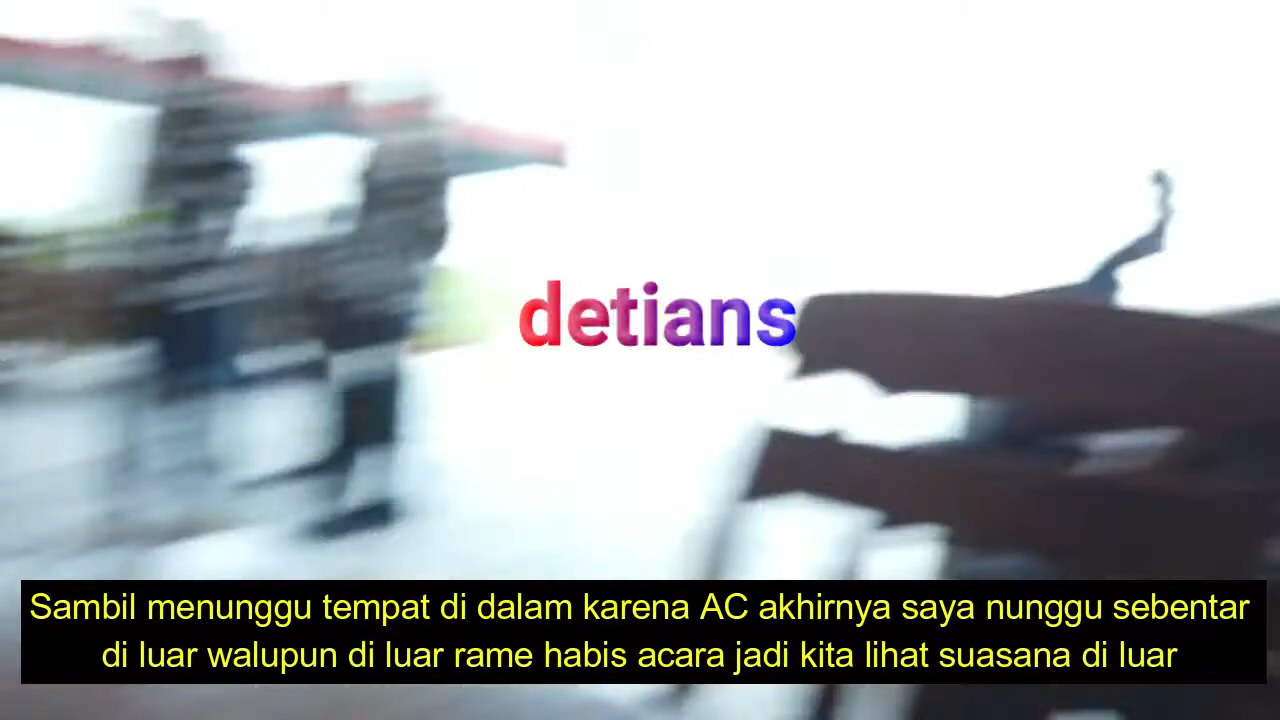 detians
Sambil menunggu tempat di dalam karena AC akhirnya saya nunggu sebentar
di luar walupun di luar rame habis acara jadi kita lihat suasana di luar